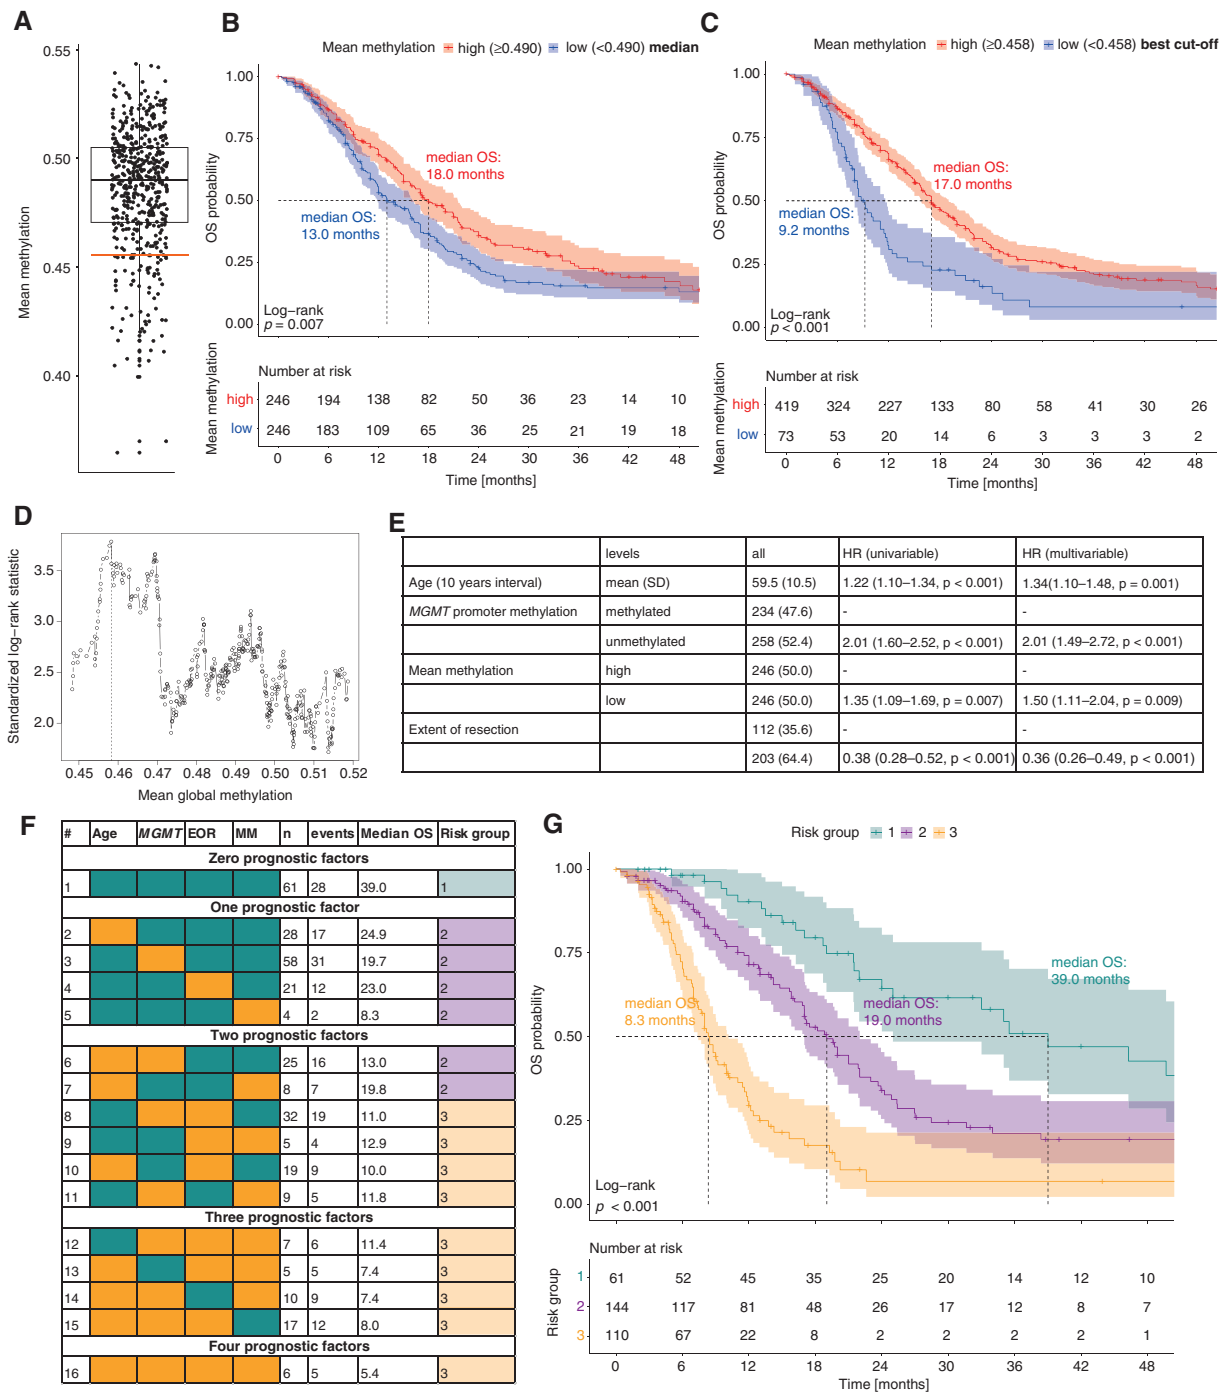 A
0.55
0.50
0.45
0.40
Mean methylation
B
Mean methylation high (≥0.490) low (<0.490) median
1.00
0.75
0.50
0.25
0.00
OS probability
median OS:
18.0 months
median OS:
13.0 months
Log−rank
p = 0.007
Number at risk
Mean methylation
high 246 194 138 82 50 36 23 14 10
low 246 183 109 65 36 25 21 19 18
0 6 12 18 24 30 36 42 48
Time [months]
C
Mean methylation high (≥0.458) low (<0.458) best cut-off
1.00
0.75
0.50
0.25
0.00
OS probability
median OS:
17.0 months
median OS:
9.2 months
Log−rank
p < 0.001
Number at risk
Mean methylation
high 419 324 227 133 80 58 41 30 26
low 73 53 20 14 6 3 3 3 2
0 6 12 18 24 30 36 42 48
Time [months]
D
Standardized log−rank statistic
3.5
3.0
2.5
2.0
0.45 0.46 0.47 0.48 0.49 0.50 0.51 0.52
Mean global methylation
E
levels all HR (univariable) HR (multivariable)
Age (10 years interval) mean (SD) 59.5 (10.5) 1.22 (1.10–1.34, p < 0.001) 1.34(1.10–1.48, p = 0.001)
MGMT promoter methylation methylated 234 (47.6) - -
unmethylated 258 (52.4) 2.01 (1.60–2.52, p < 0.001) 2.01 (1.49–2.72, p < 0.001)
Mean methylation high 246 (50.0) - -
low 246 (50.0) 1.35 (1.09–1.69, p = 0.007) 1.50 (1.11–2.04, p = 0.009)
Extent of resection 112 (35.6) - -
203 (64.4) 0.38 (0.28–0.52, p < 0.001) 0.36 (0.26–0.49, p < 0.001)
F
# Age MGMT EOR MM n events Median OS Risk group
Zero prognostic factors
1 61 28 39.0 1
One prognostic factor
2 28 17 24.9 2
3 58 31 19.7 2
4 21 12 23.0 2
5 4 2 8.3 2
Two prognostic factors
6 25 16 13.0 2
7 8 7 19.8 2
8 32 19 11.0 3
9 5 4 12.9 3
10 19 9 10.0 3
11 9 5 11.8 3
Three prognostic factors
12 7 6 11.4 3
13 5 5 7.4 3
14 10 9 7.4 3
15 17 12 8.0 3
Four prognostic factors
16 6 5 5.4 3
G
Risk group 1 2 3
1.00
0.75
0.50
0.25
0.00
OS probability
median OS:
39.0 months
median OS:
19.0 months
median OS:
8.3 months
Log−rank
p < 0.001
Number at risk
Risk group
1 61 52 45 35 25 20 14 12 10
2 144 117 81 48 26 17 12 8 7
3 110 67 22 8 2 2 2 2 1
0 6 12 18 24 30 36 42 48
Time [months]